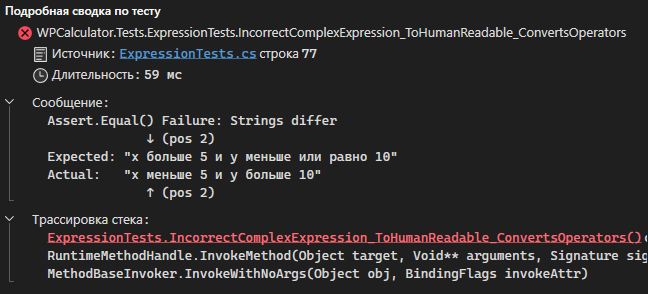 Подробная сводка по тесту
WPCalculator.Tests.ExpressionTests.IncorrectComplexExpression_ToHumanReadable_ConvertsOperators
Источник: ExpressionTests.cs строка 77
Длительность: 59 мс
Сообщение:
Assert.Equal() Failure: Strings differ
↓ (pos 2)
Expected: "x больше 5 и y меньше или равно 10"
Actual: "x меньше 5 и y больше 10"
↑ (pos 2)
Трассировка стека:
ExpressionTests.IncorrectComplexExpression_ToHumanReadable_ConvertsOperators()
RuntimeMethodHandle.InvokeMethod(Object target, Void** arguments, Signature sig
MethodBaseInvoker.InvokeWithNoArgs(Object obj, BindingFlags invokeAttr)